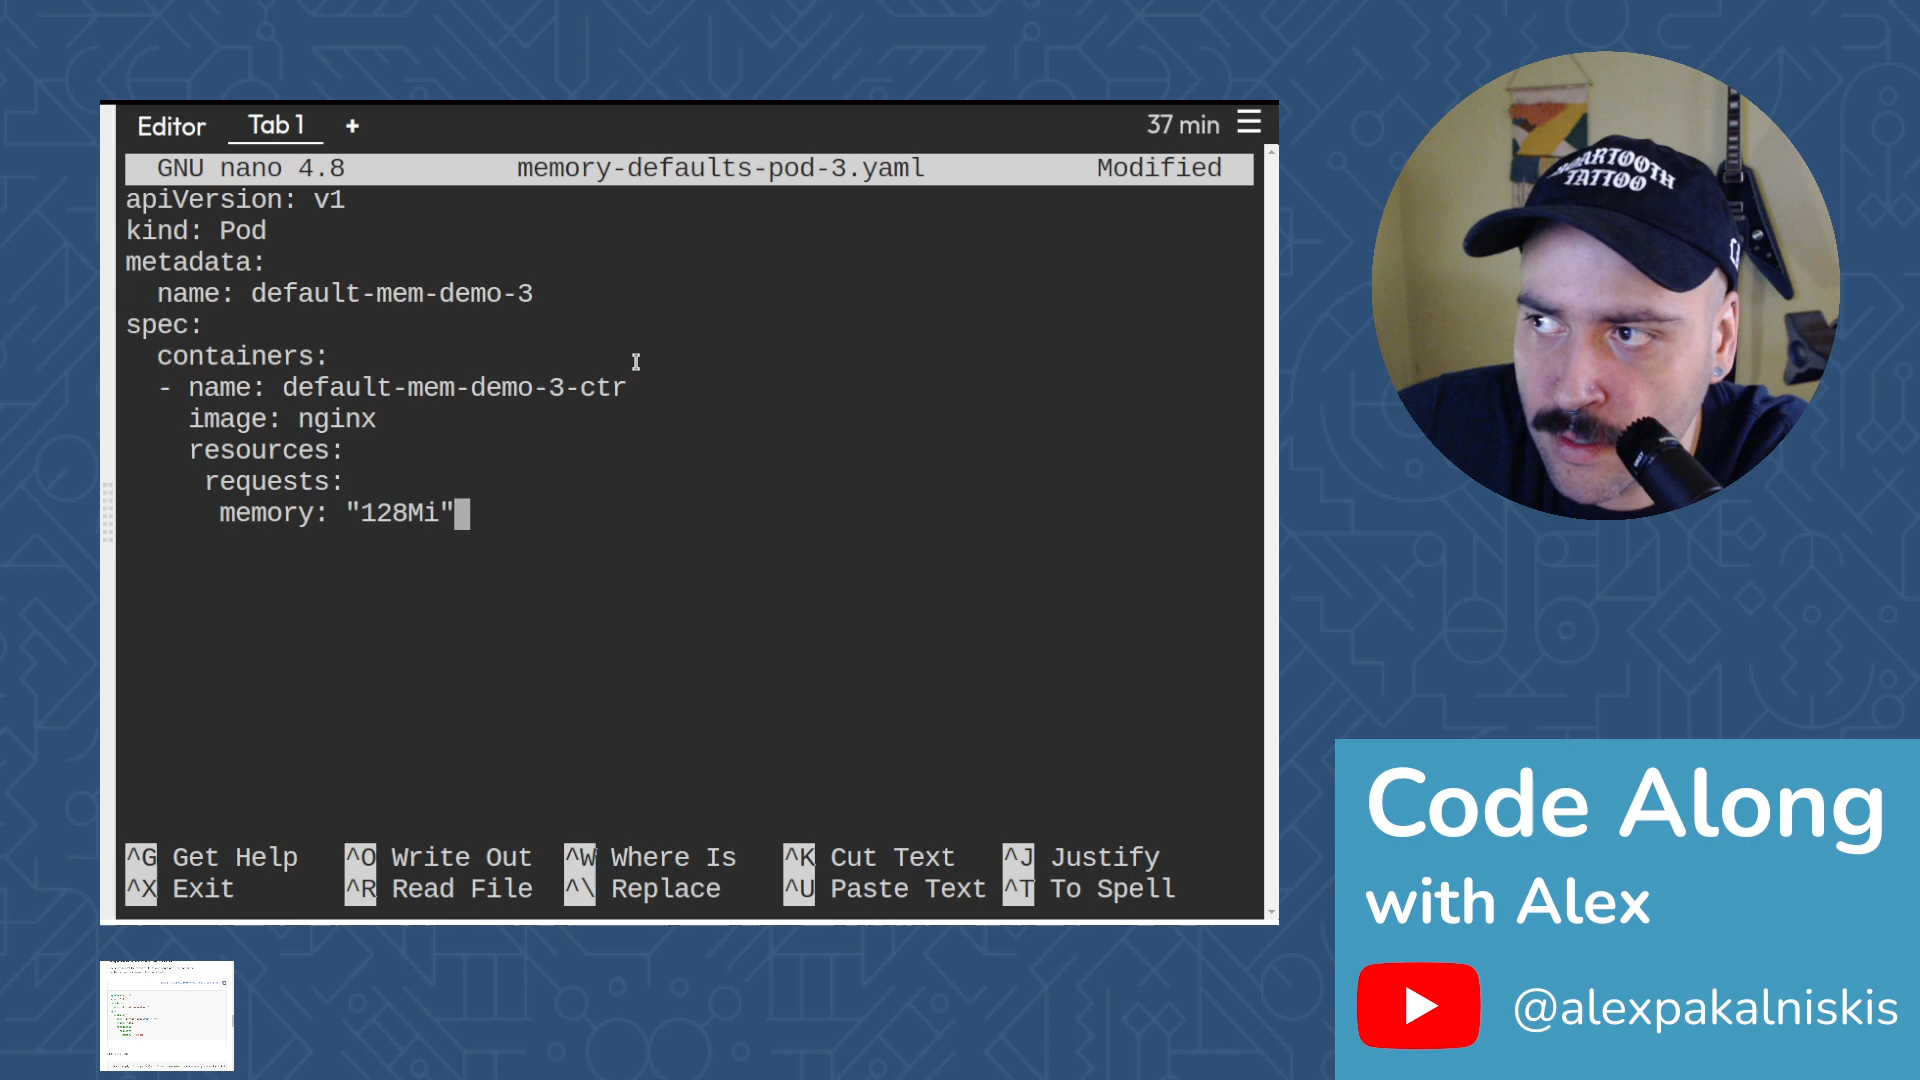 Editor Tab 1 + 37 min
GNU nano 4.8 memory-defaults-pod-3.yaml Modified
apiVersion: v1
kind: Pod
metadata:
  name: default-mem-demo-3
spec:
  containers:
  - name: default-mem-demo-3-ctr
    image: nginx
    resources:
     requests:
      memory: "128Mi"
^G Get Help ^O Write Out ^W Where Is ^K Cut Text ^J Justify
^X Exit ^R Read File ^\ Replace ^U Paste Text ^T To Spell
TATTOO
Code Along
with Alex
@alexpakalniskis